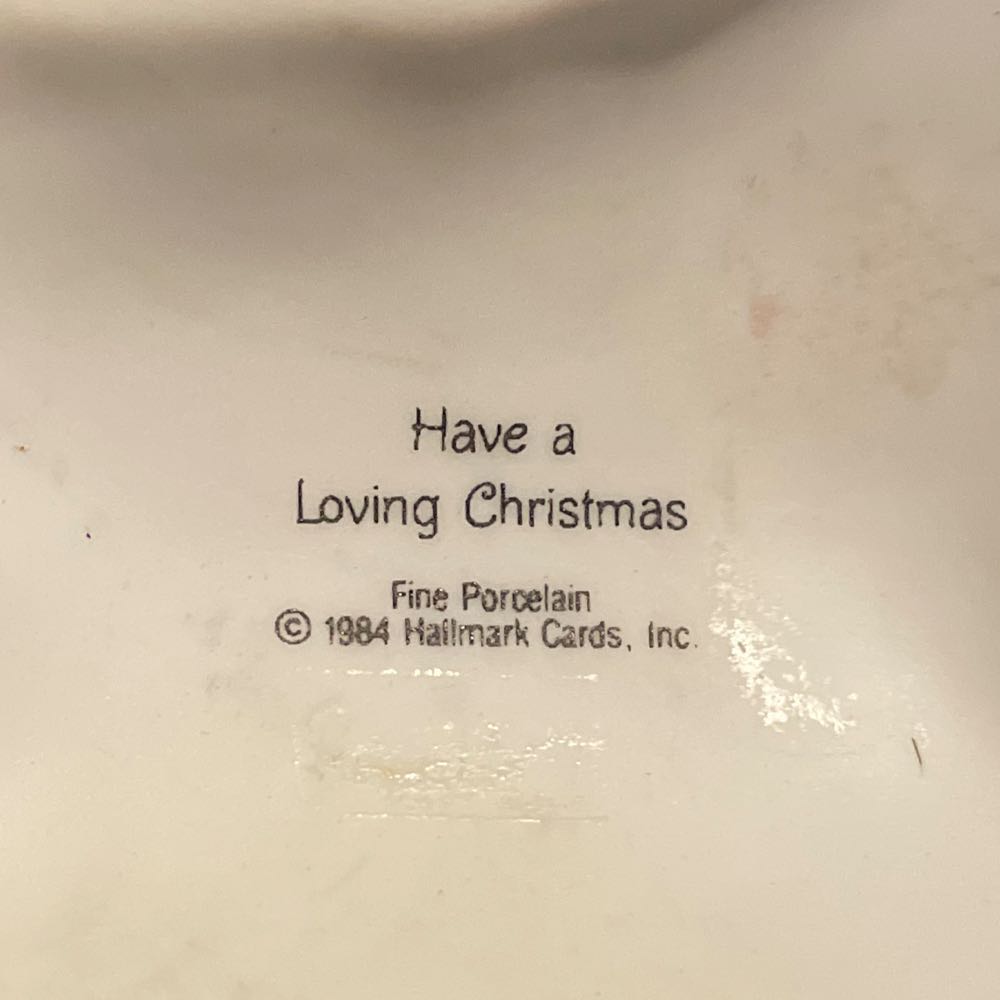 Have a
Loving Christmas
Fine Porcelain
© 1984 Hallmark Cards, Inc.